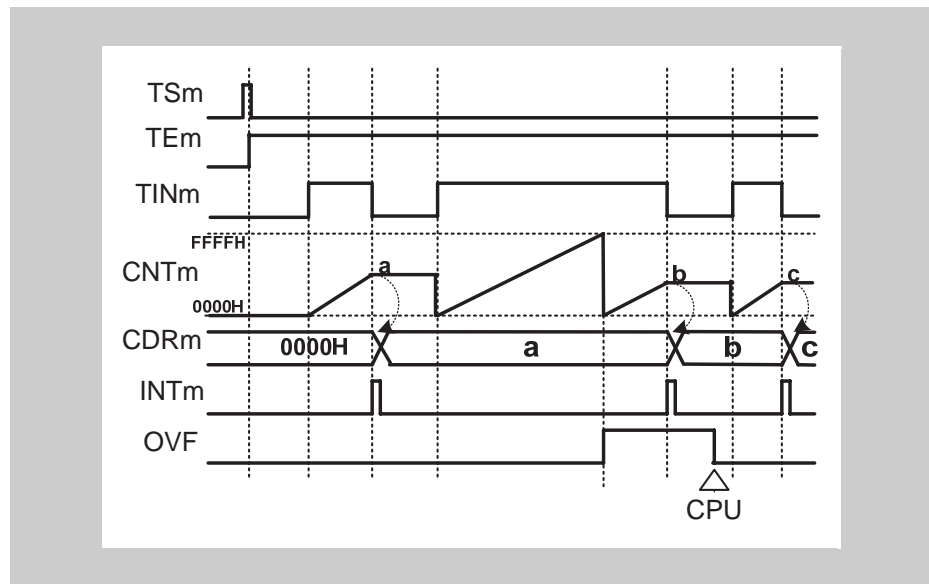 TSm
TEm
TINm
FFFFH
CNTm
a
b
c
0000H
CDRm
0000H
a
b
c
INTm
OVF
CPU